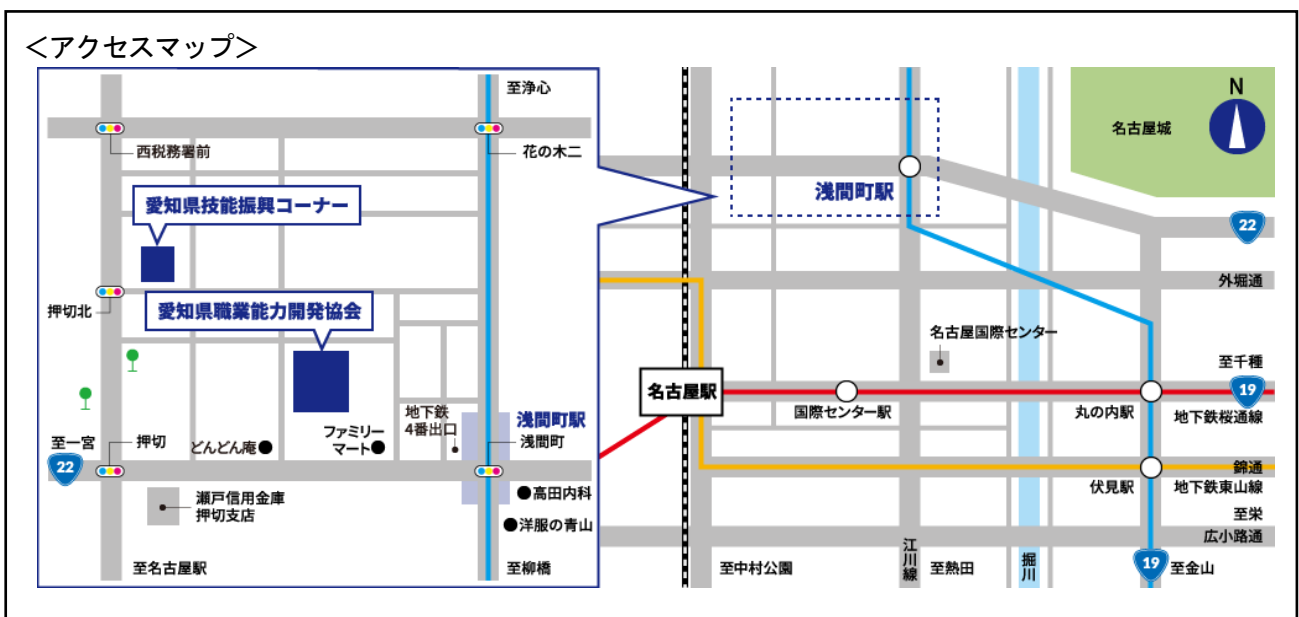 ＜アクセスマップ＞
至浄心
西税務署前
花の木二
愛知県技能振興コーナー
押切北
愛知県職業能力開発協会
地下鉄
4番出口
浅間町駅
浅間町
至一宮
22
押切
どんどん庵
ファミリー
マート
瀬戸信用金庫
押切支店
高田内科
洋服の青山
至名古屋駅
至柳橋
N
名古屋城
浅間町駅
22
外堀通
名古屋国際センター
至千種
名古屋駅
19
国際センター駅
丸の内駅
地下鉄桜通線
錦通
伏見駅
地下鉄東山線
至栄
広小路通
至中村公園
江川線
至熱田
堀川
19
至金山